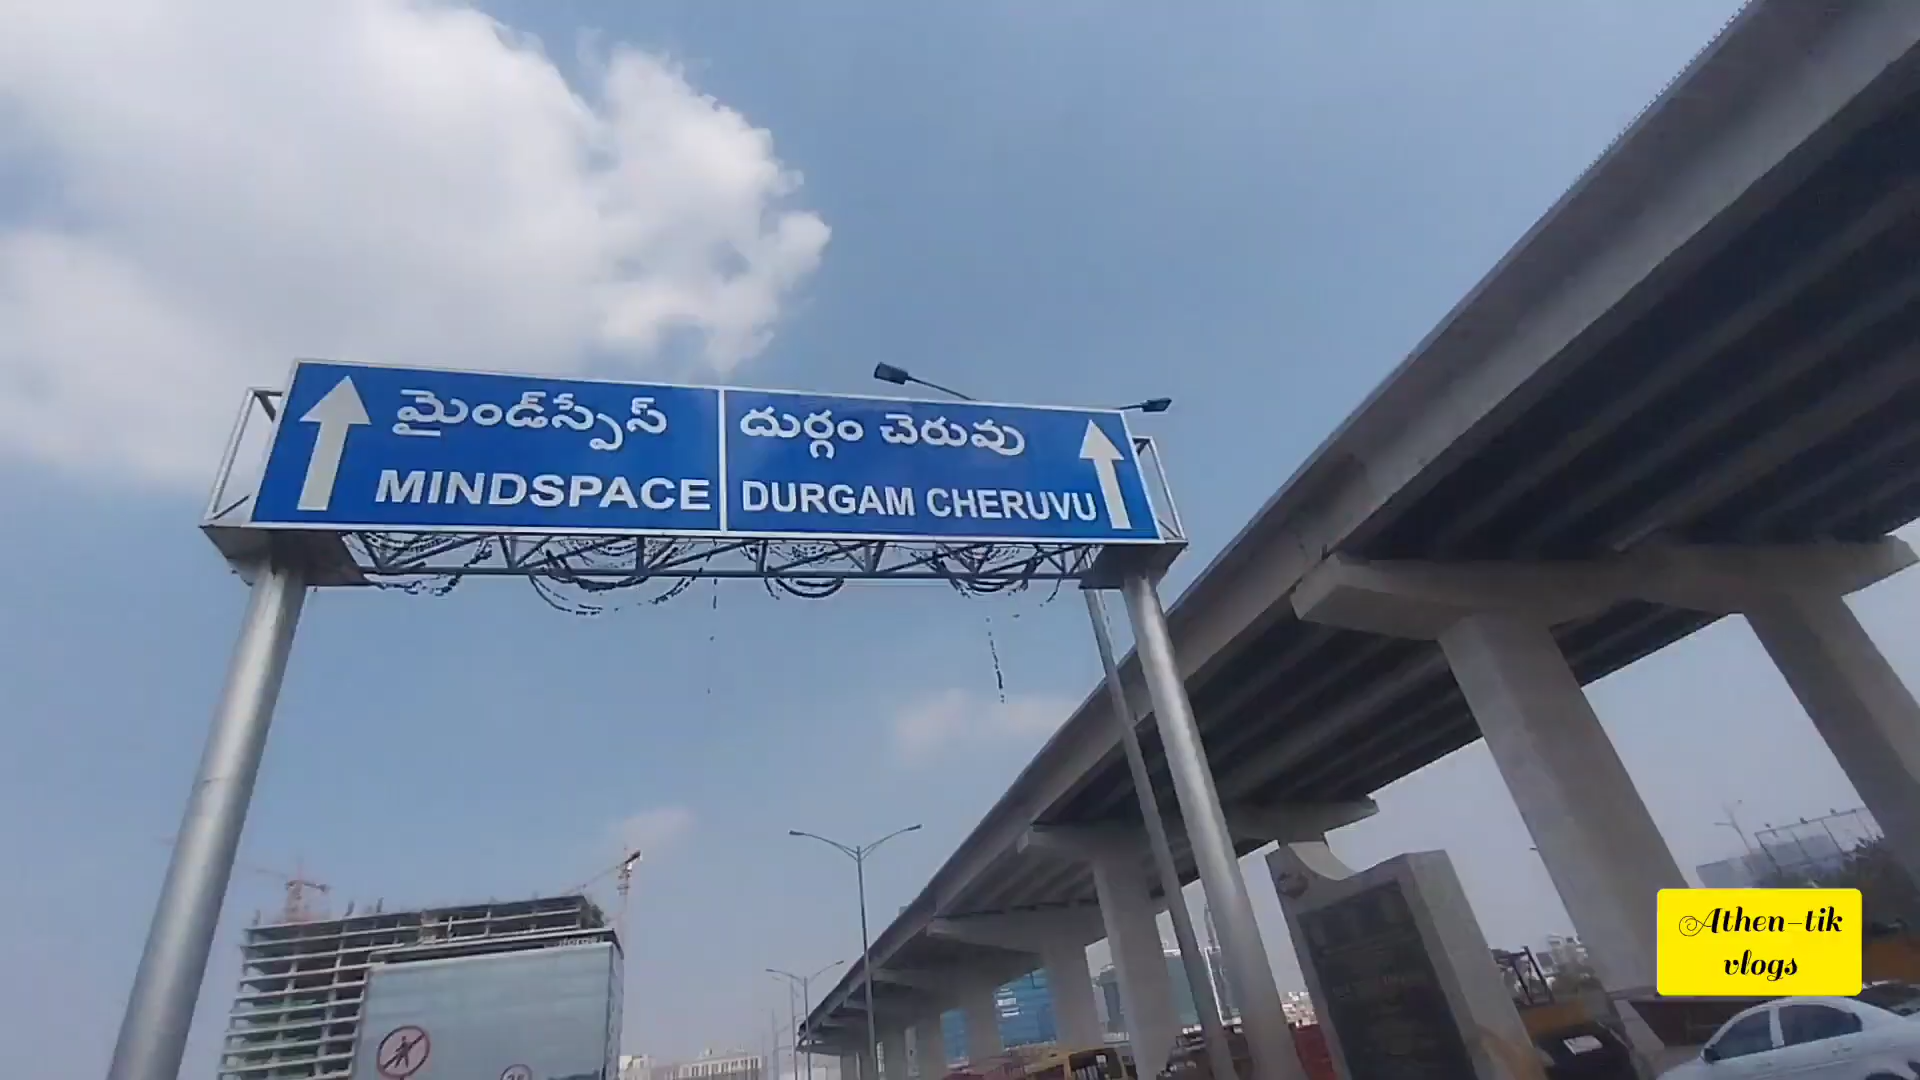 మైండ్‌స్పేస్
MINDSPACE
దుర్గం చెరువు
DURGAM CHERUVU
Athen-tik
vlogs